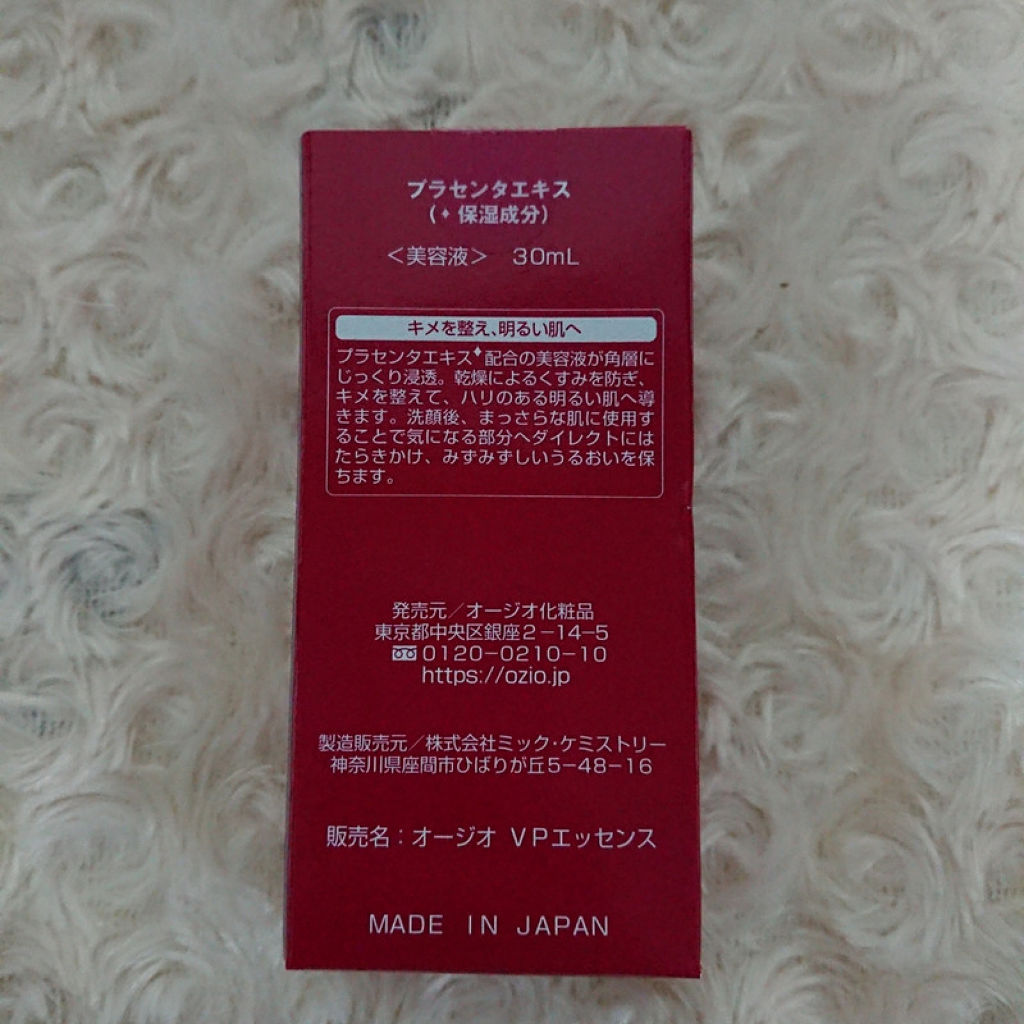 プラセンタエキス
(♦保湿成分)
＜美容液＞ 30mL
キメを整え、明るい肌へ
プラセンタエキス♦配合の美容液が角層に
じっくり浸透。乾燥によるくすみを防ぎ、
キメを整えて、ハリのある明るい肌へ導
きます。洗顔後、まっさらな肌に使用す
ることで気になる部分へダイレクトには
たらきかけ、みずみずしいうるおいを保
ちます。
発売元／オージオ化粧品
東京都中央区銀座2－14－5
0120－0210－10
https://ozio.jp
製造販売元／株式会社ミック・ケミストリー
神奈川県座間市ひばりが丘5－48－16
販売名：オージオ ＶＰエッセンス
MADE IN JAPAN